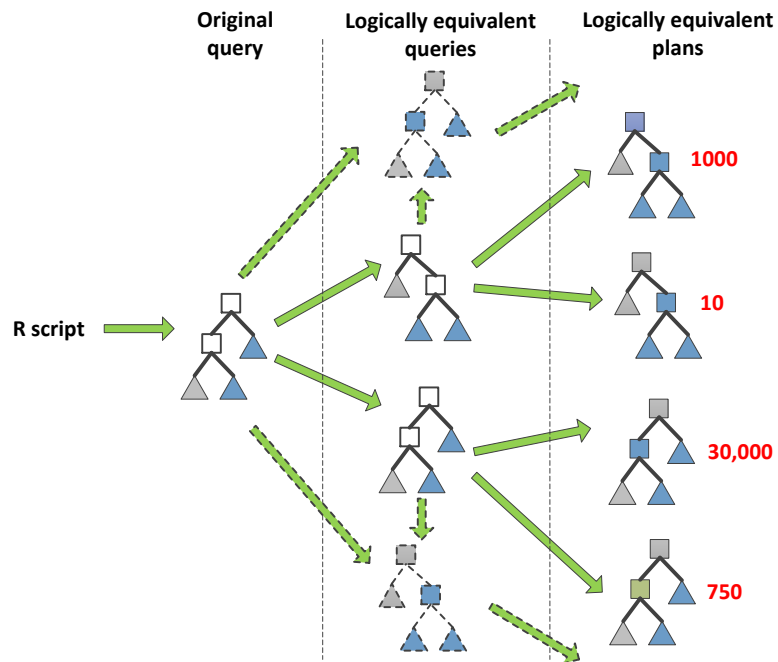 Original
query
Logically equivalent
queries
Logically equivalent
plans
1000
10
R script
30,000
750